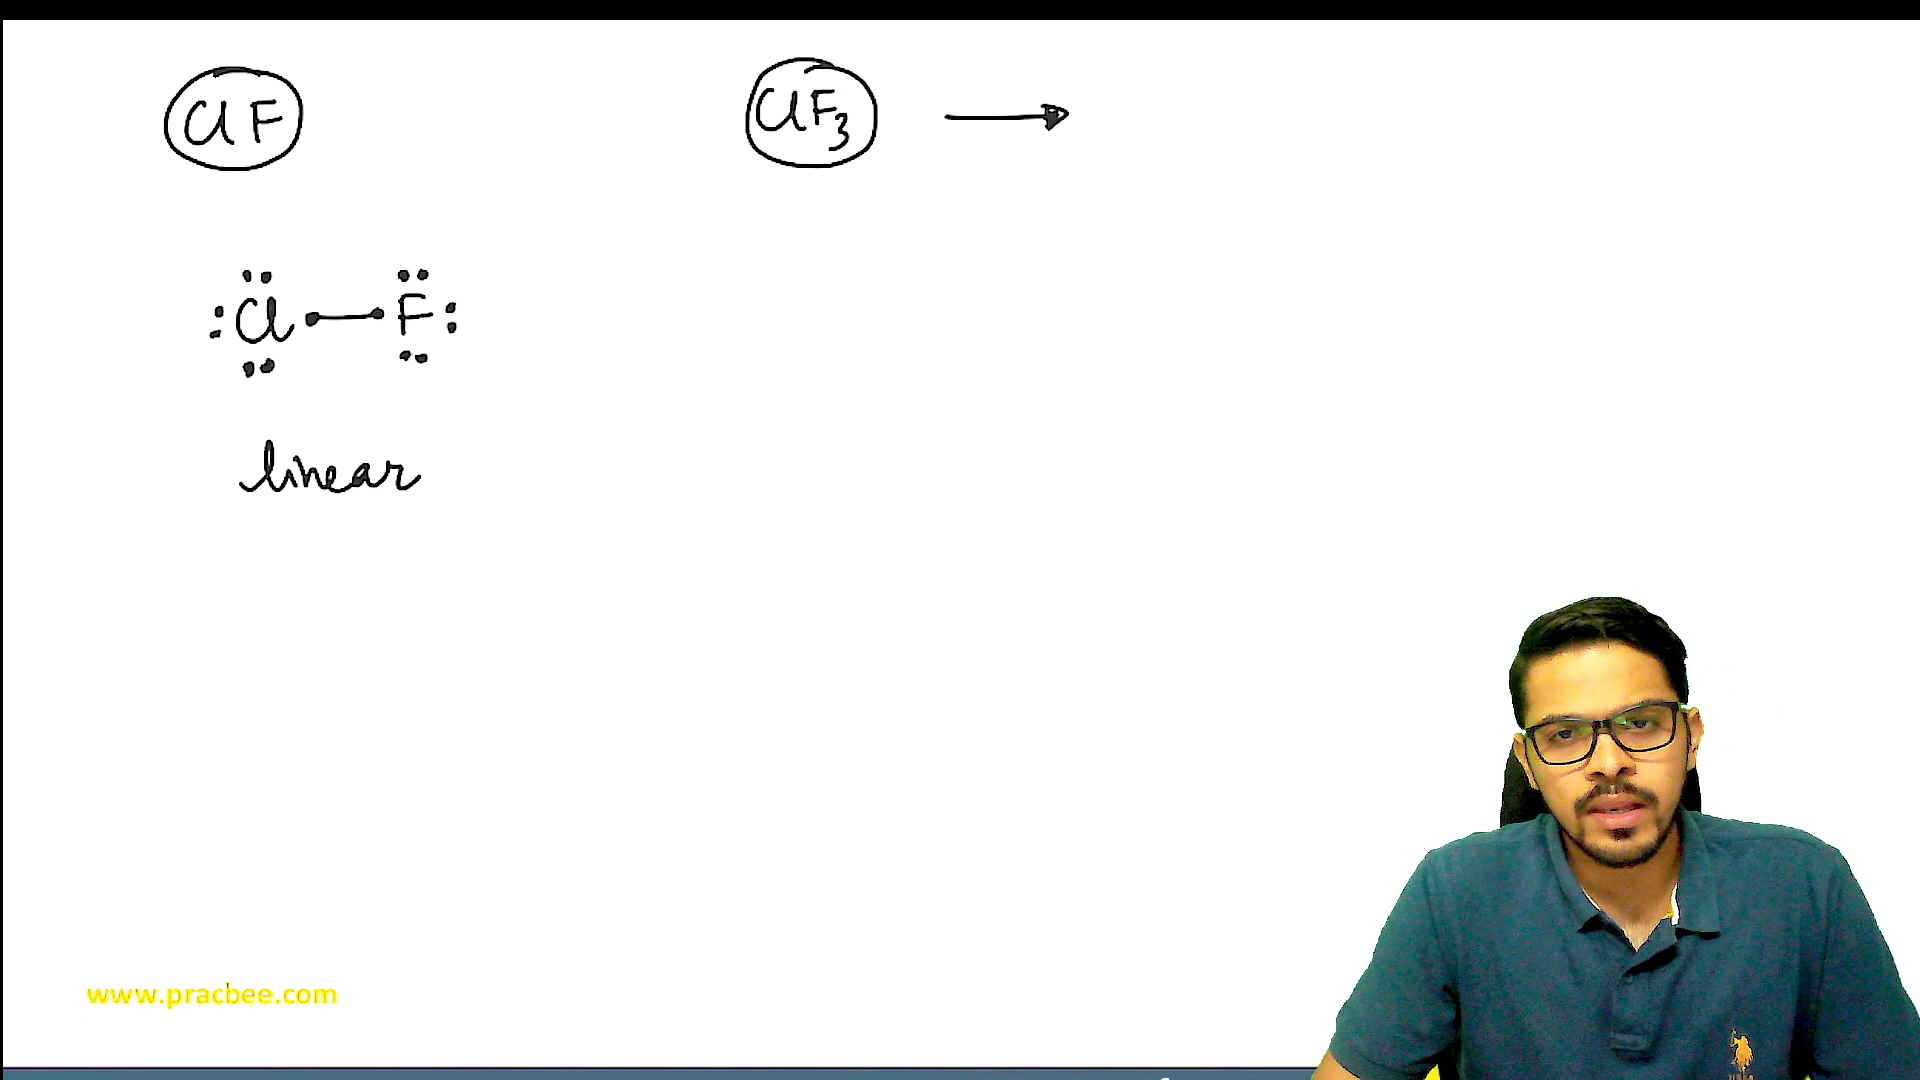 ClF
ClF₃ →
:Cl—F:
linear
www.pracbee.com